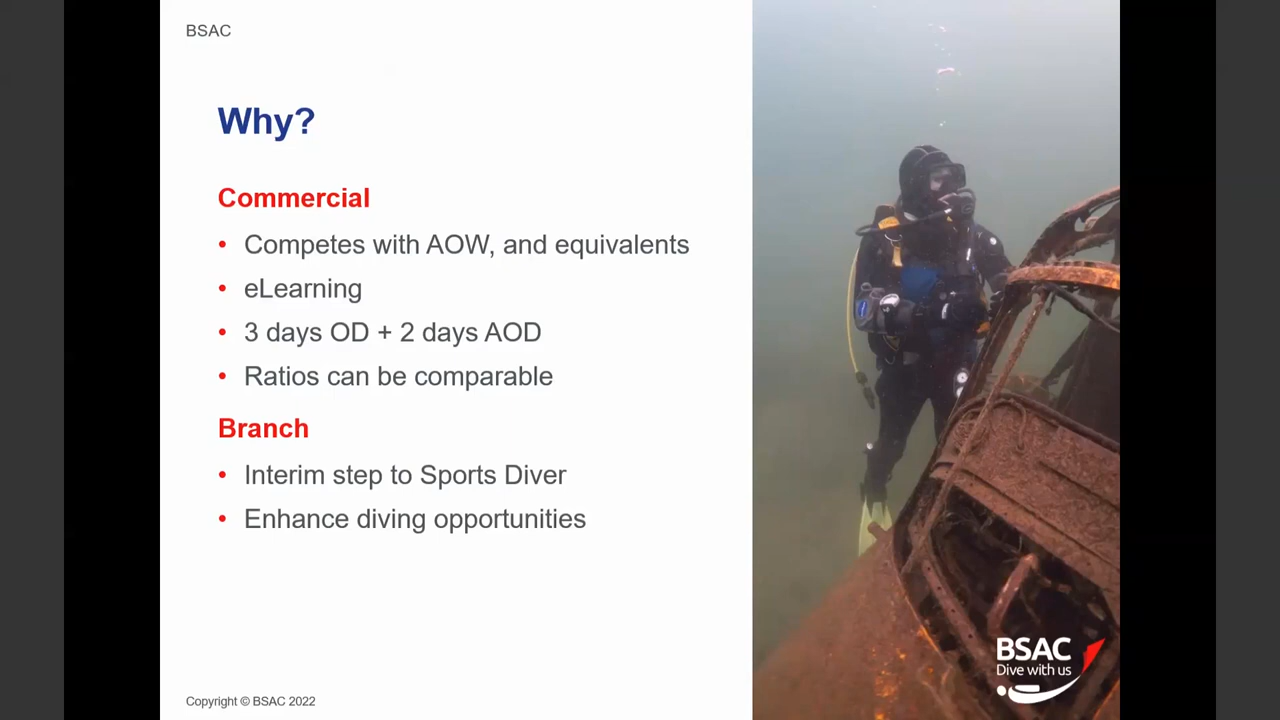 BSAC
Why?
Commercial
• Competes with AOW, and equivalents
• eLearning
• 3 days OD + 2 days AOD
• Ratios can be comparable
Branch
• Interim step to Sports Diver
• Enhance diving opportunities
Copyright © BSAC 2022
BSAC
Dive with us